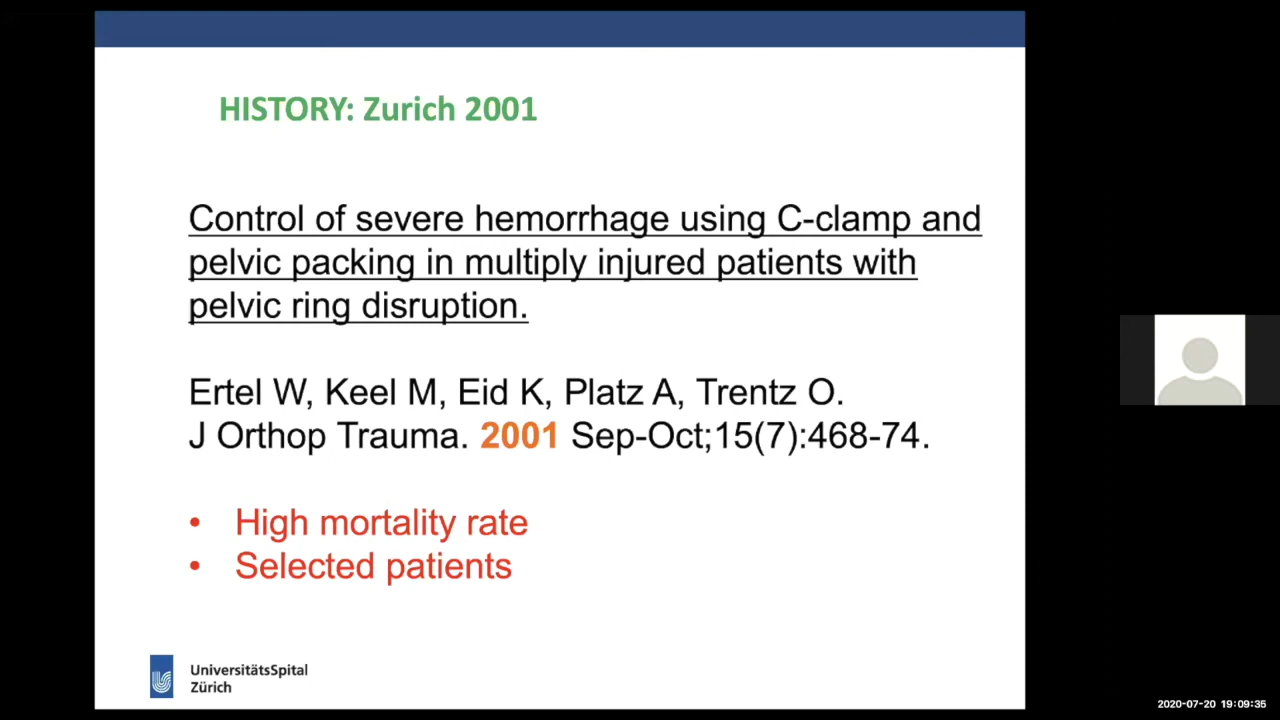 HISTORY: Zurich 2001
Control of severe hemorrhage using C-clamp and
pelvic packing in multiply injured patients with
pelvic ring disruption.
Ertel W, Keel M, Eid K, Platz A, Trentz O.
J Orthop Trauma. 2001 Sep-Oct;15(7):468-74.
• High mortality rate
• Selected patients
UniversitätsSpital
Zürich
2020-07-20 19:09:35